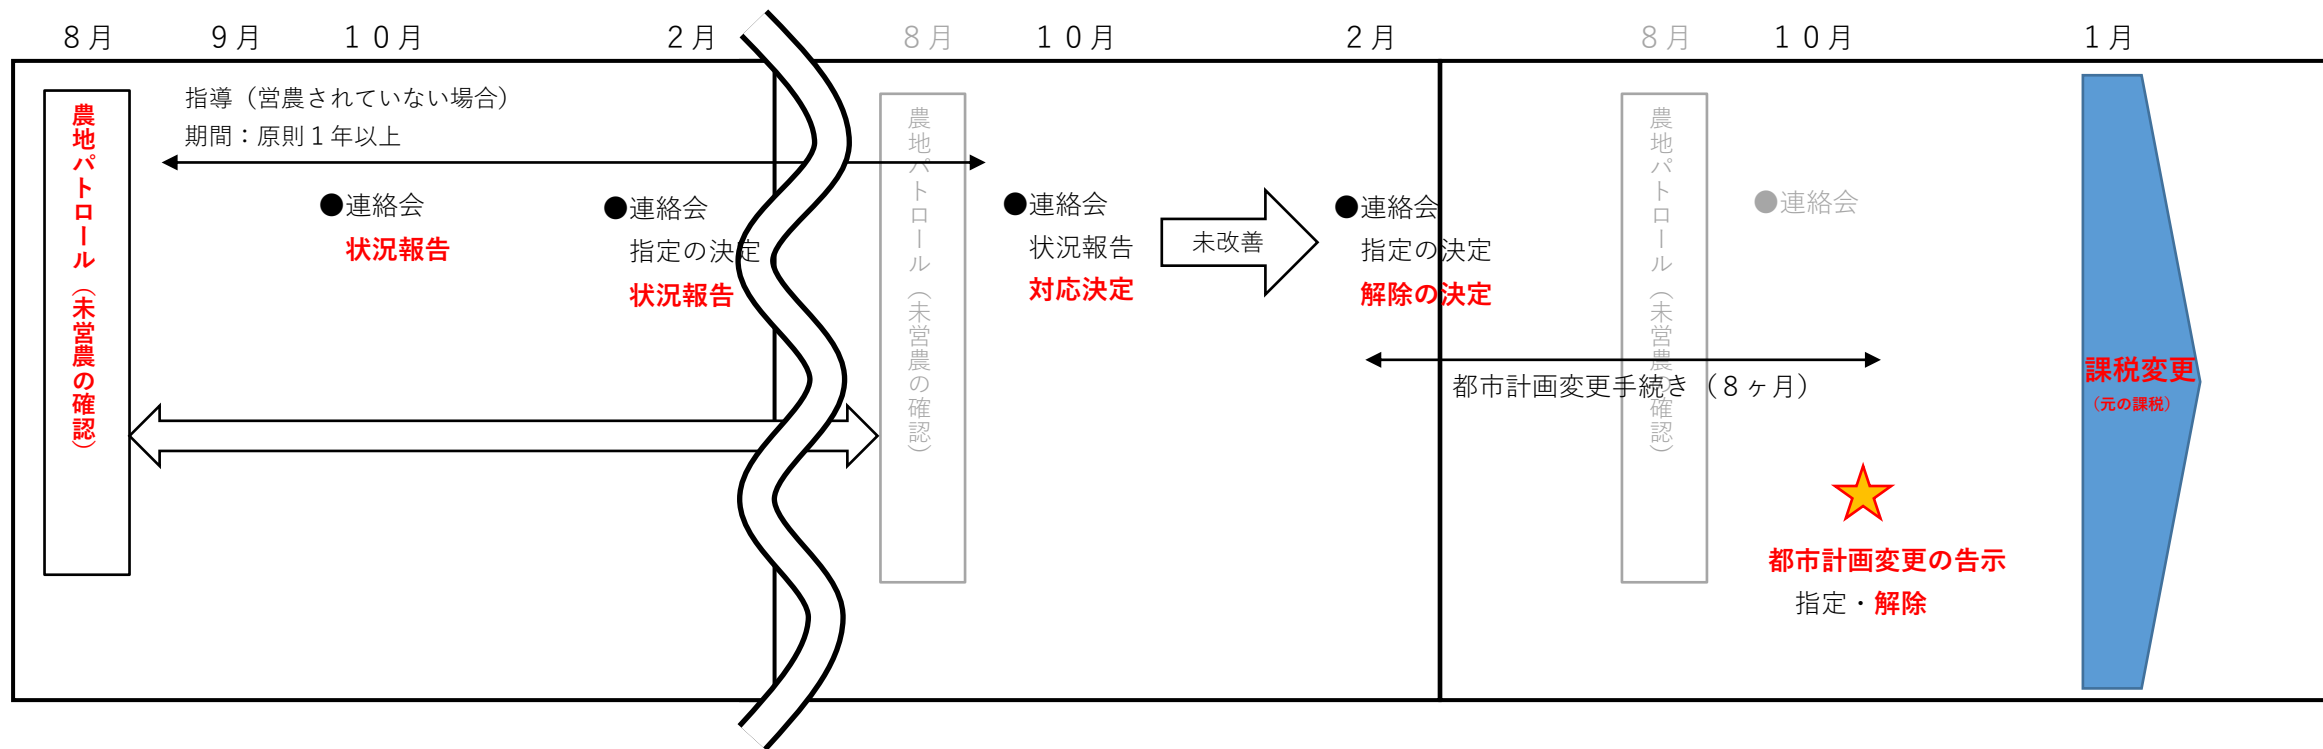 8月
9月
10月
2月
8月
10月
2月
8月
10月
1月
農地パトロール（未営農の確認）
指導（営農されていない場合）
期間：原則1年以上
●連絡会
状況報告
●連絡会
指定の決定
状況報告
農地パトロール（未営農の確認）
●連絡会
状況報告
対応決定
未改善
●連絡会
指定の決定
解除の決定
農地パトロール（未営農の確認）
●連絡会
都市計画変更手続き（8ヶ月）
都市計画変更の告示
指定・解除
課税変更
（元の課税）